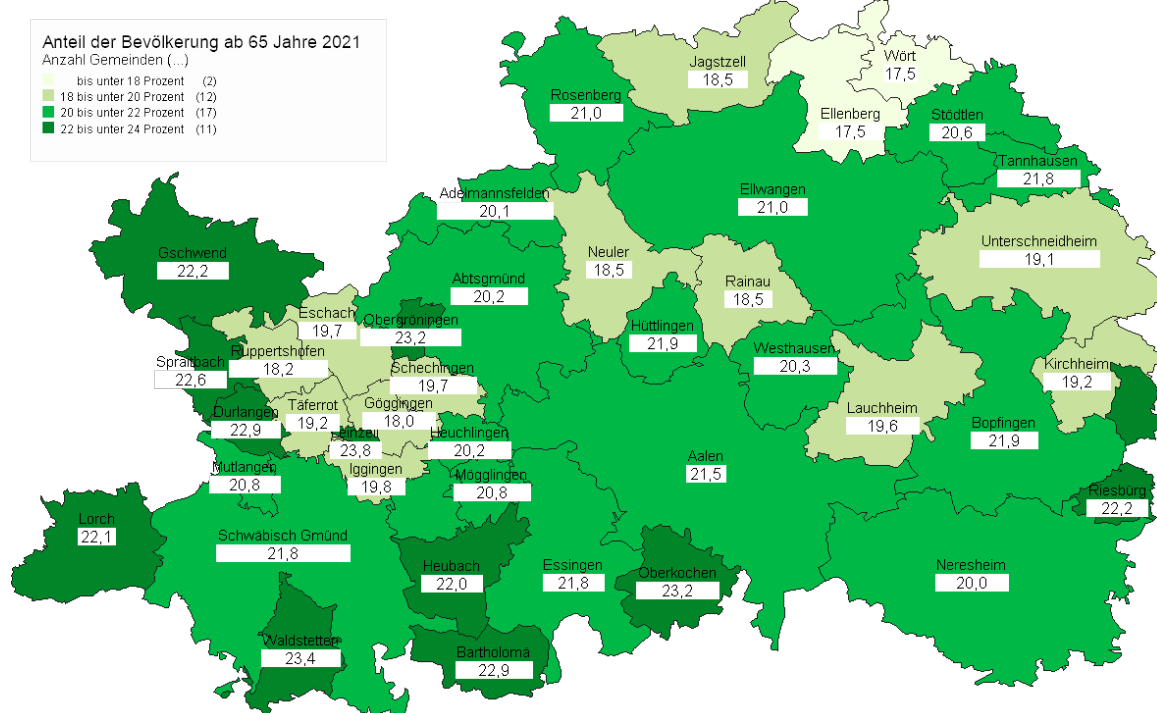 Anteil der Bevölkerung ab 65 Jahre 2021
Anzahl Gemeinden (...)
bis unter 18 Prozent (2)
18 bis unter 20 Prozent (12)
20 bis unter 22 Prozent (17)
22 bis unter 24 Prozent (11)
Jagstzell
18,5
Wört
17,5
Rosenberg
21,0
Ellenberg
17,5
Stödtlen
20,6
Tannhausen
21,8
Adelmannsfelden
20,1
Ellwangen
21,0
Unterschneidheim
19,1
Gschwend
22,2
Neuler
18,5
Abtsgmünd
20,2
Rainau
18,5
Eschach
19,7
Obergröningen
23,2
Hüttlingen
21,9
Westhausen
20,3
Ruppertshofen
18,2
Spraitbach
22,6
Schechingen
19,7
Kirchheim
19,2
Durlangen
22,9
Täferrot
19,2
Göggingen
18,0
Lauchheim
19,6
Bopfingen
21,9
Leinzell
23,8
Heuchlingen
20,2
Aalen
21,5
Mutlangen
20,8
Iggingen
19,8
Mögglingen
20,8
Riesbürg
22,2
Lorch
22,1
Schwäbisch Gmünd
21,8
Heubach
22,0
Essingen
21,8
Oberkochen
23,2
Neresheim
20,0
Waldstetten
23,4
Bartholomä
22,9